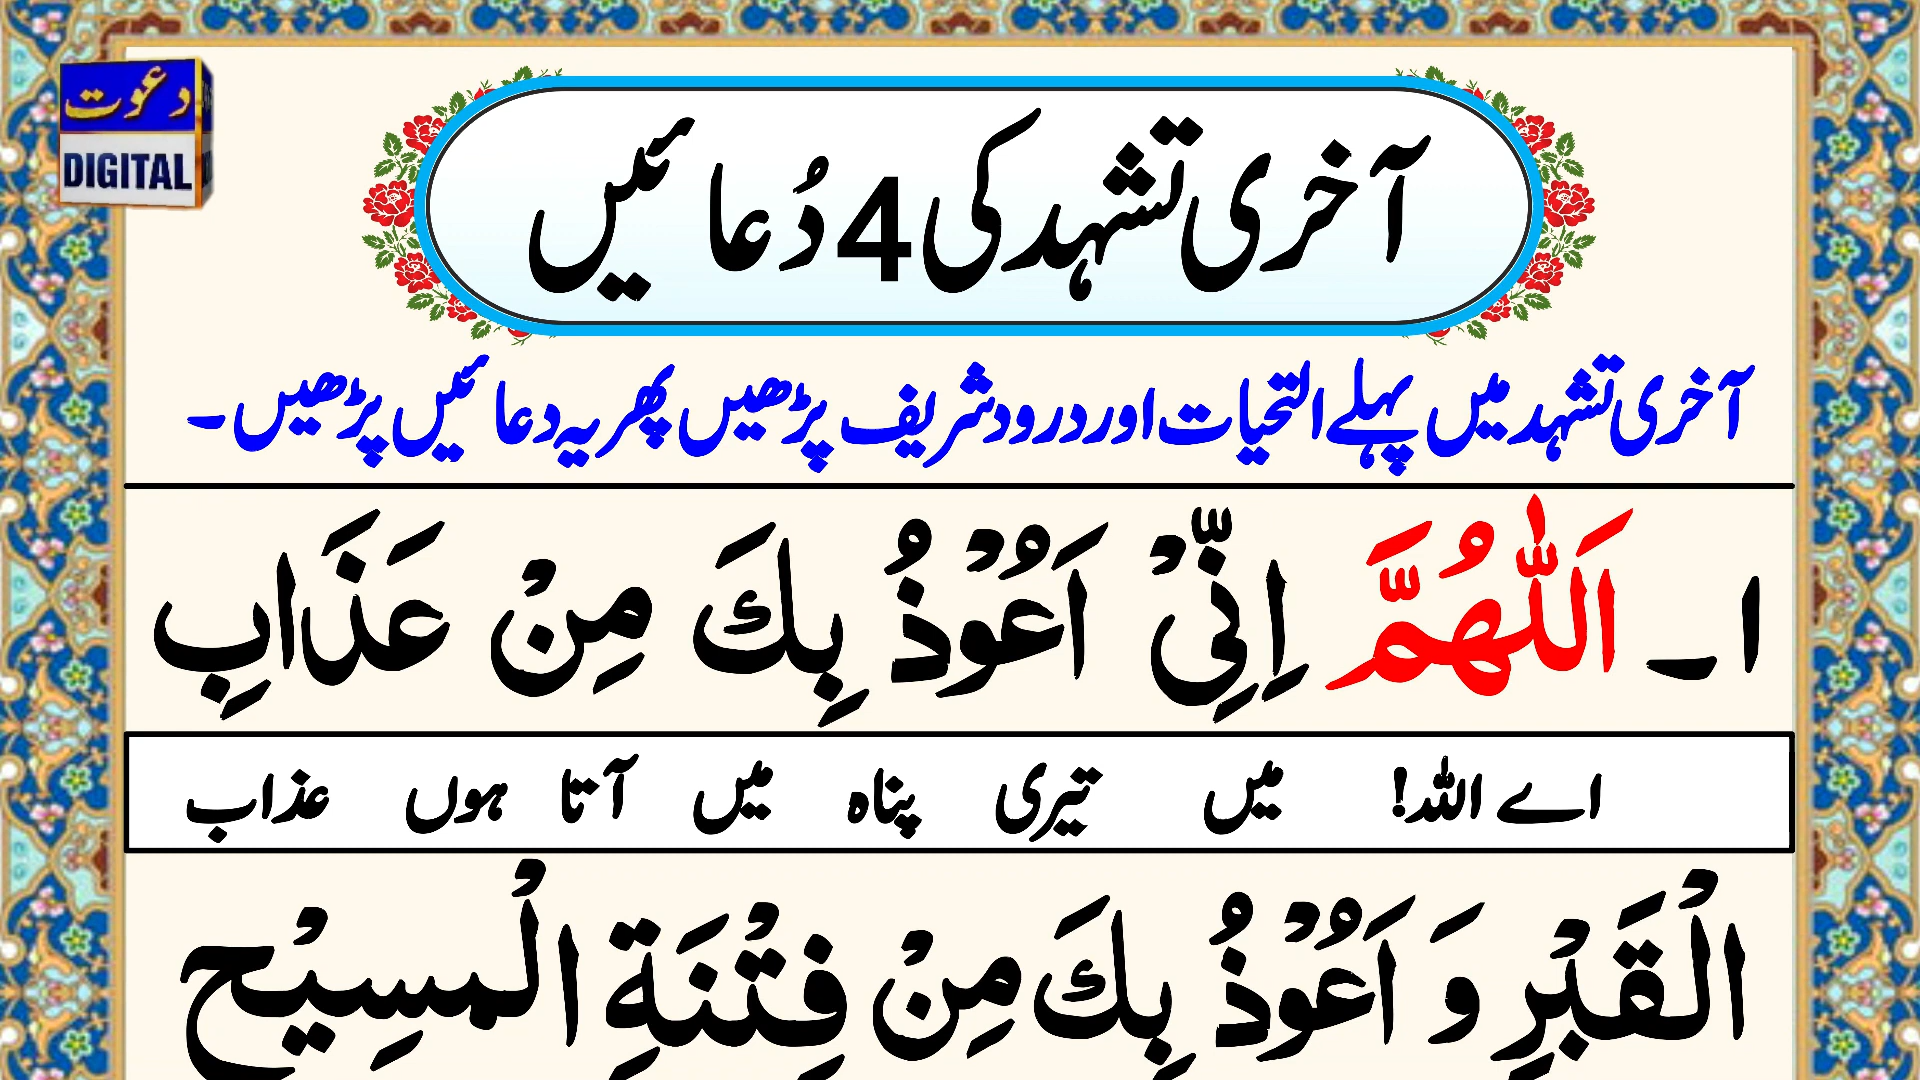 دعوت
DIGITAL
آخری تشہد کی 4 دُعائیں
آخری تشہد میں پہلے التحیات اور درود شریف پڑھیں پھر یہ دعائیں پڑھیں۔
۱۔ اَللّٰهُمَّ اِنِّیْ اَعُوْذُ بِكَ مِنْ عَذَابِ
اے اللہ! میں تیری پناہ میں آتا ہوں عذاب
الْقَبْرِ وَ اَعُوْذُ بِكَ مِنْ فِتْنَةِ الْمسِیْح